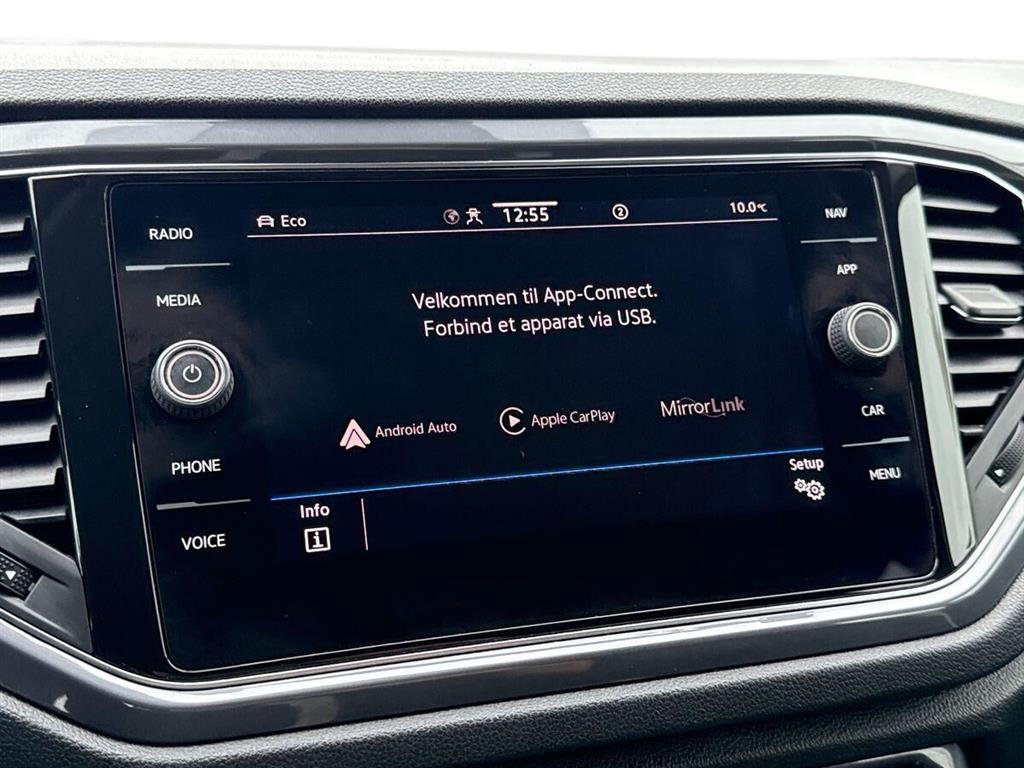 Eco
12:55
2
10.0°C
RADIO
MEDIA
PHONE
VOICE
Velkommen til App-Connect.
Forbind et apparat via USB.
Android Auto
Apple CarPlay
MirrorLink
Info
i
Setup
NAV
APP
CAR
MENU